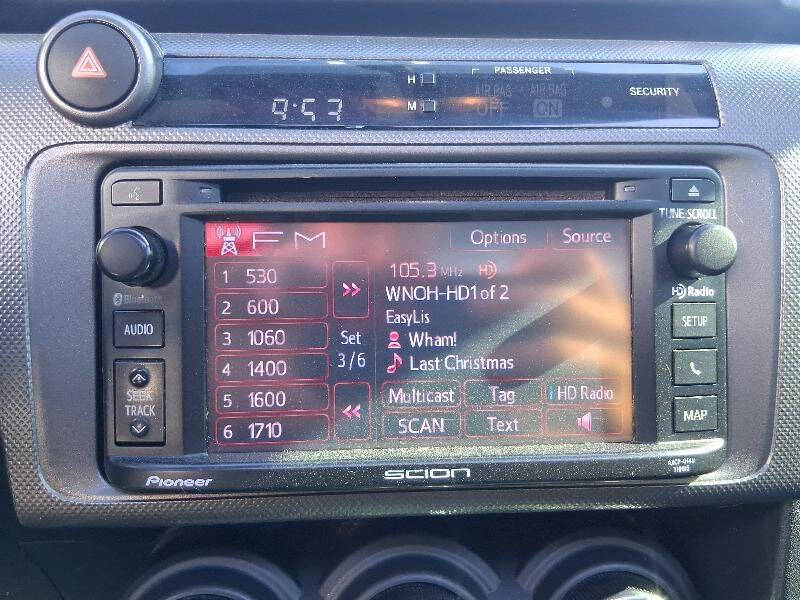 PASSENGER
H
AIR BAG AIR BAG
SECURITY
9:53
M
OFF ON
TUNE·SCROLL
FM
Options
Source
1 530
105.3 MHz HD
2 600
WNOH-HD1 of 2
Bluetooth
HD Radio
EasyLis
AUDIO
3 1060
Set
Wham!
SETUP
4 1400
3/6
Last Christmas
SEEK
TRACK
5 1600
Multicast
Tag
HD Radio
MAP
6 1710
SCAN
Text
Pioneer
SCION